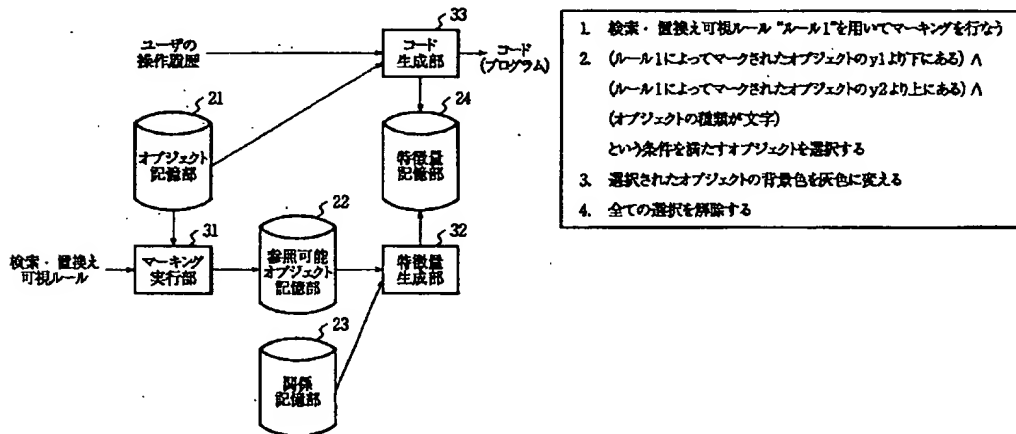 33
ユーザの
操作履歴
コード
生成部
コード
(プログラム)
21
24
オブジェクト
記憶部
特徴量
記憶部
22
31
32
検索・置換え
可視ルール
マーキング
実行部
参照可能
オブジェクト
記憶部
特徴量
生成部
23
関係
記憶部
1. 検索・置換え可視ルール "ルール1"を用いてマーキングを行なう
2. (ルール1によってマークされたオブジェクトのy1より下にある) ∧
(ルール1によってマークされたオブジェクトのy2より上にある) ∧
(オブジェクトの種類が文字)
という条件を満たすオブジェクトを選択する
3. 選択されたオブジェクトの背景色を灰色に変える
4. 全ての選択を解除する